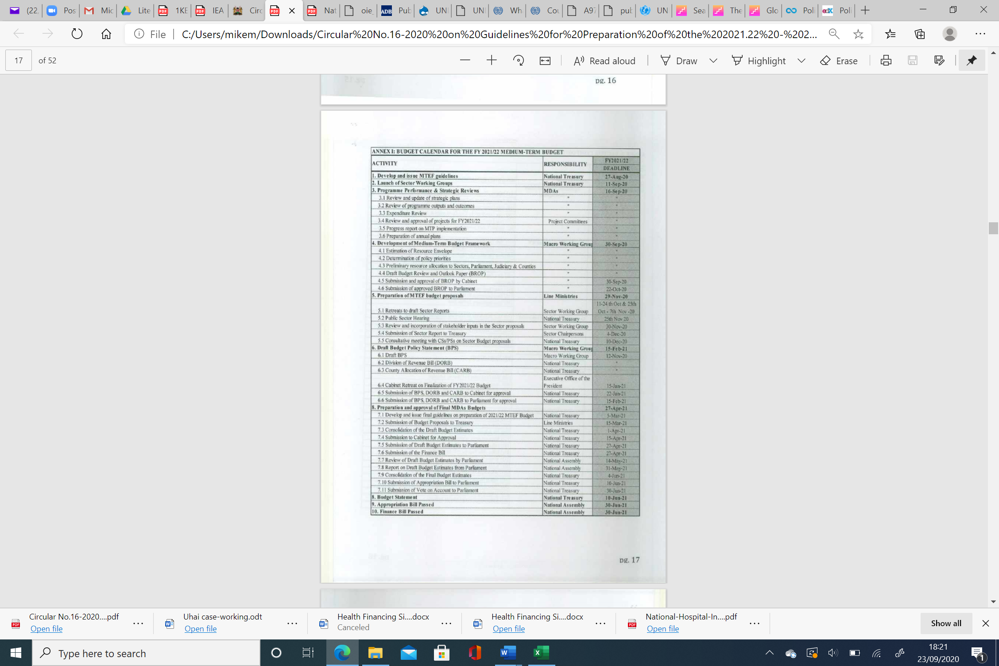 (22,
Pos
Mic
Lite
1KE
IEA
Circ
Nat
oie_
ADB
Pub
UNI
UNI
Wh
Cou
A97
pub
UN
Sea
The
Glo
Poli
edX
Poli
File
C:/Users/mikem/Downloads/Circular%20No.16-2020%20on%20Guidelines%20for%20Preparation%20of%20the%202021.22%20-%202...
17 of 52
Read aloud
Draw
Highlight
Erase
pg. 16
ANNEX I: BUDGET CALENDAR FOR THE FY 2021/22 MEDIUM-TERM BUDGET
ACTIVITY RESPONSIBILITY FY2021/22
DEADLINE
1. Develop and issue MTEF guidelines National Treasury 27-Aug-20
2. Launch of Sector Working Groups National Treasury 11-Sep-20
3. Programme Performance & Strategic Reviews MDAs 16-Sep-20
3.1 Review and update of strategic plans " "
3.2 Review of programme outputs and outcomes " "
3.3 Expenditure Review " "
3.4 Review and approval of projects for FY2021/22 Project Committees "
3.5 Progress report on MTP implementation " "
3.6 Preparation of annual plans " "
4. Development of Medium-Term Budget Framework Macro Working Group 30-Sep-20
4.1 Estimation of Resource Envelope " "
4.2 Determination of policy priorities " "
4.3 Preliminary resource allocation to Sectors, Parliament, Judiciary & Counties " "
4.4 Draft Budget Review and Outlook Paper (BROP) " "
4.5 Submission and approval of BROP by Cabinet " 30-Sep-20
4.6 Submission of approved BROP to Parliament " 22-Oct-20
5. Preparation of MTEF budget proposals Line Ministries 29-Nov-20
11-24 th Oct & 25th
5.1 Retreats to draft Sector Reports Sector Working Group Oct - 7th Nov -20
5.2 Public Sector Hearing National Treasury 25th Nov 20
5.3 Review and incorporation of stakeholder inputs in the Sector proposals Sector Working Group 30-Nov-20
5.4 Submission of Sector Report to Treasury Sector Chairpersons 4-Dec-20
5.5 Consultative meeting with CSs/PSs on Sector Budget proposals National Treasury 10-Dec-20
6. Draft Budget Policy Statement (BPS) Macro Working Group 15-Feb-21
6.1 Draft BPS Macro Working Group 12-Nov-20
6.2 Division of Revenue Bill (DORB) National Treasury "
6.3 County Allocation of Revenue Bill (CARB) National Treasury "
Executive Office of the
6.4 Cabinet Retreat on Finalization of FY2021/22 Budget President 15-Jan-21
6.5 Submission of BPS, DORB and CARB to Cabinet for approval National Treasury 22-Jan-21
6.6 Submission of BPS, DORB and CARB to Parliament for approval National Treasury 15-Feb-21
8. Preparation and approval of Final MDAs Budgets 27-Apr-21
7.1 Develop and issue final guidelines on preparation of 2021/22 MTEF Budget National Treasury 5-Mar-21
7.2 Submission of Budget Proposals to Treasury Line Ministries 15-Mar-21
7.3 Consolidation of the Draft Budget Estimates National Treasury 1-Apr-21
7.4 Submission to Cabinet for Approval National Treasury 15-Apr-21
7.5 Submission of Draft Budget Estimates to Parliament National Treasury 27-Apr-21
7.6 Submission of the Finance Bill National Treasury 27-Apr-21
7.7 Review of Draft Budget Estimates by Parliament National Assembly 14-May-21
7.8 Report on Draft Budget Estimates from Parliament National Assembly 31-May-21
7.9 Consolidation of the Final Budget Estimates National Treasury 4-Jun-21
7.10 Submission of Appropriation Bill to Parliament National Treasury 10-Jun-21
7.11 Submission of Vote on Account to Parliament National Treasury 30-Jun-21
8. Budget Statement National Treasury 10-Jun-21
9. Appropriation Bill Passed National Assembly 30-Jun-21
10. Finance Bill Passed National Assembly 30-Jun-21
pg. 17
Circular No.16-2020....pdf
Open file
Uhai case-working.odt
Open file
Health Financing Si....docx
Canceled
Health Financing Si....docx
Open file
National-Hospital-In....pdf
Open file
Show all
Type here to search
18:21
23/09/2020
1